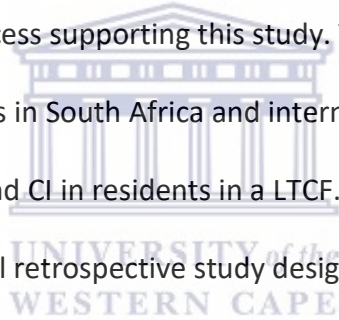 cess supporting this study.
s in South Africa and intern
nd CI in residents in a LTCF.
UNIVERSITY of the
l retrospective study desig
WESTERN CAPE